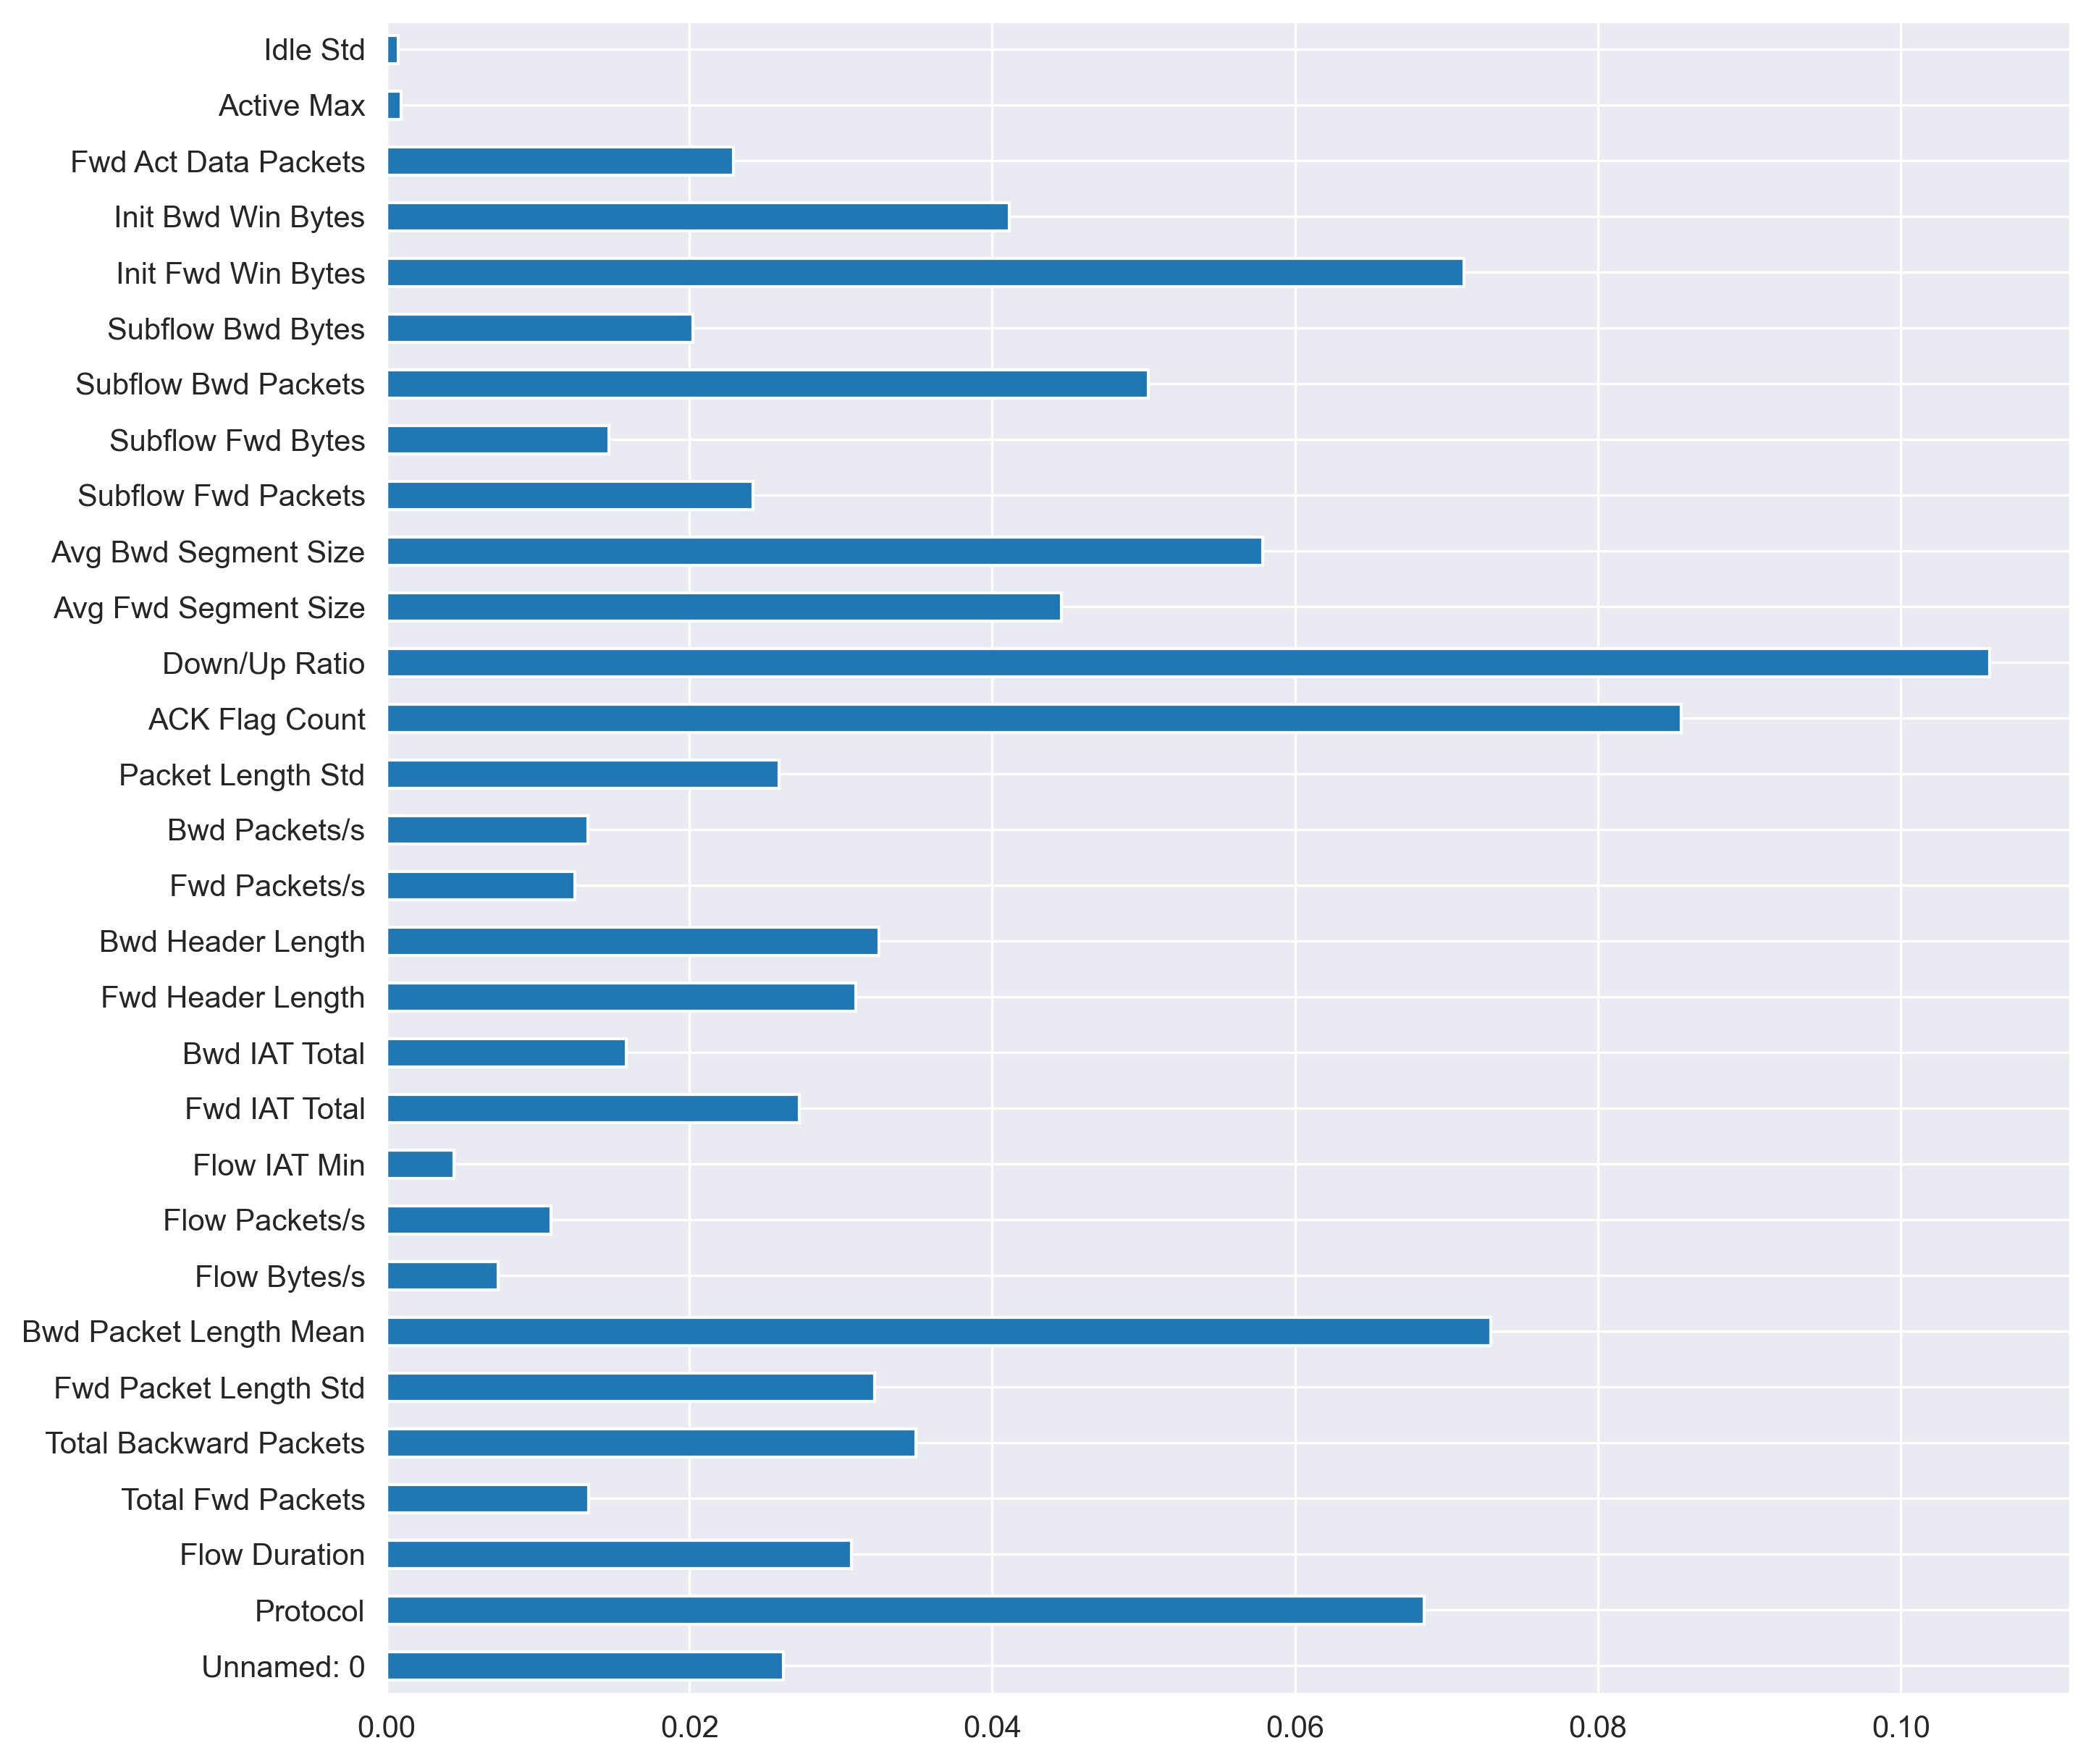 Idle Std
Active Max
Fwd Act Data Packets
Init Bwd Win Bytes
Init Fwd Win Bytes
Subflow Bwd Bytes
Subflow Bwd Packets
Subflow Fwd Bytes
Subflow Fwd Packets
Avg Bwd Segment Size
Avg Fwd Segment Size
Down/Up Ratio
ACK Flag Count
Packet Length Std
Bwd Packets/s
Fwd Packets/s
Bwd Header Length
Fwd Header Length
Bwd IAT Total
Fwd IAT Total
Flow IAT Min
Flow Packets/s
Flow Bytes/s
Bwd Packet Length Mean
Fwd Packet Length Std
Total Backward Packets
Total Fwd Packets
Flow Duration
Protocol
Unnamed: 0
0.00 0.02 0.04 0.06 0.08 0.10